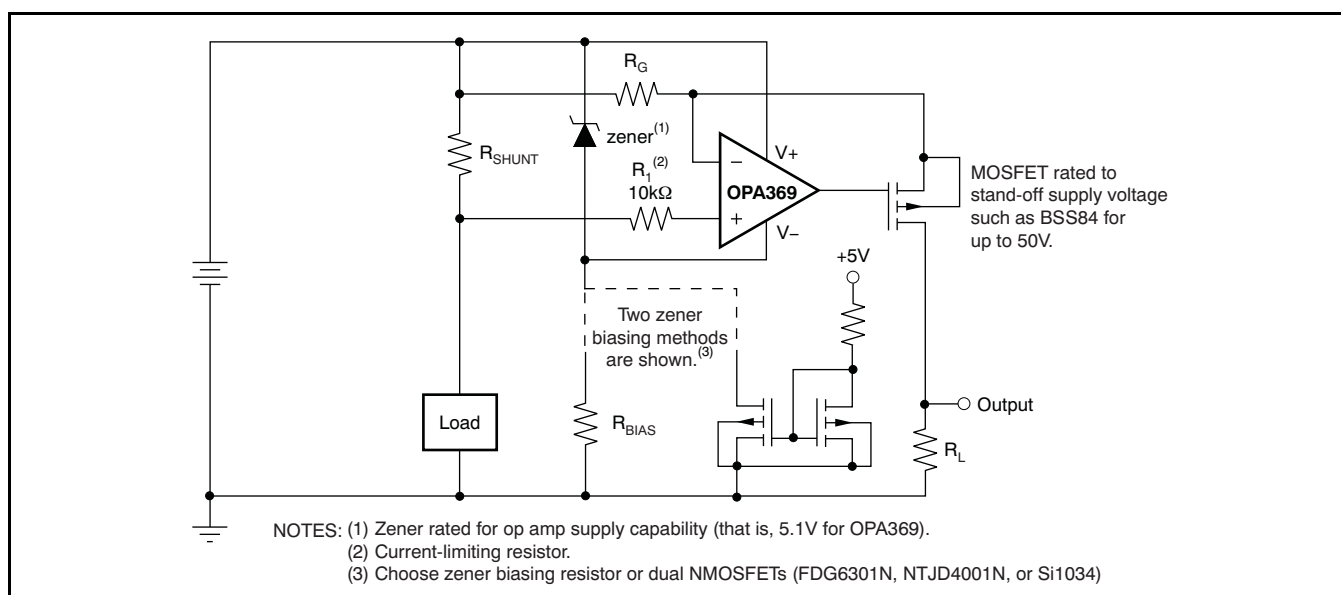 R_G
zener(1)
V+
R_SHUNT
R_1(2)
10kΩ
−
OPA369
+
V−
MOSFET rated to
stand-off supply voltage
such as BSS84 for
up to 50V.
+5V
Two zener
biasing methods
are shown.(3)
Output
Load
R_BIAS
R_L
NOTES: (1) Zener rated for op amp supply capability (that is, 5.1V for OPA369).
(2) Current-limiting resistor.
(3) Choose zener biasing resistor or dual NMOSFETs (FDG6301N, NTJD4001N, or Si1034)